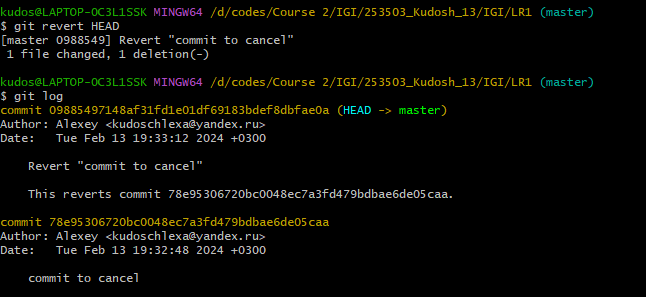 kudos@LAPTOP-OC3L1SSK MINGW64 /d/codes/Course 2/IGI/253503_Kudosh_13/IGI/LR1 (master)
$ git revert HEAD
[master 0988549] Revert "commit to cancel"
 1 file changed, 1 deletion(-)
kudos@LAPTOP-OC3L1SSK MINGW64 /d/codes/Course 2/IGI/253503_Kudosh_13/IGI/LR1 (master)
$ git log
commit 09885497148af31fd1e01df69183bdef8dbfae0a (HEAD -> master)
Author: Alexey <kudoschlexa@yandex.ru>
Date:   Tue Feb 13 19:33:12 2024 +0300
    Revert "commit to cancel"
    This reverts commit 78e95306720bc0048ec7a3fd479bdbae6de05caa.
commit 78e95306720bc0048ec7a3fd479bdbae6de05caa
Author: Alexey <kudoschlexa@yandex.ru>
Date:   Tue Feb 13 19:32:48 2024 +0300
    commit to cancel